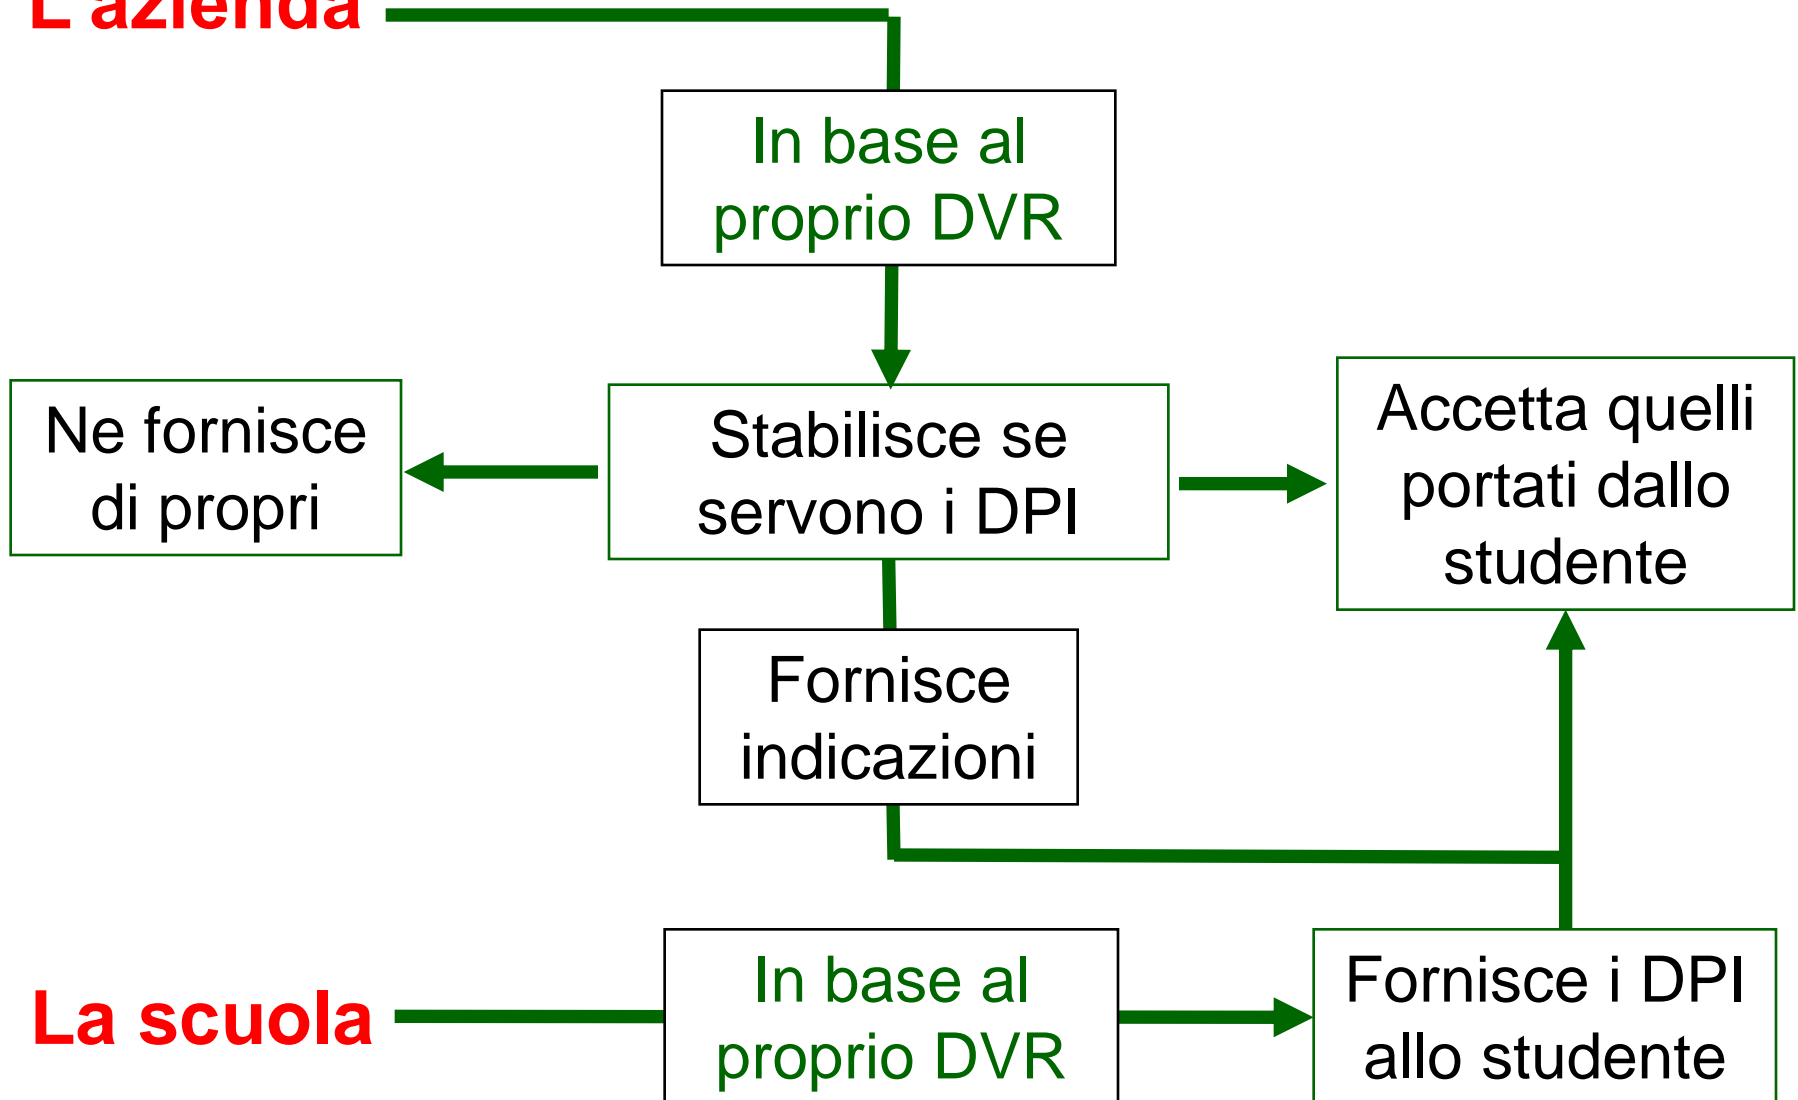 L'azienda
In base al
proprio DVR
Ne fornisce
di propri
Stabilisce se
servono i DPI
Accetta quelli
portati dallo
studente
Fornisce
indicazioni
La scuola
In base al
proprio DVR
Fornisce i DPI
allo studente